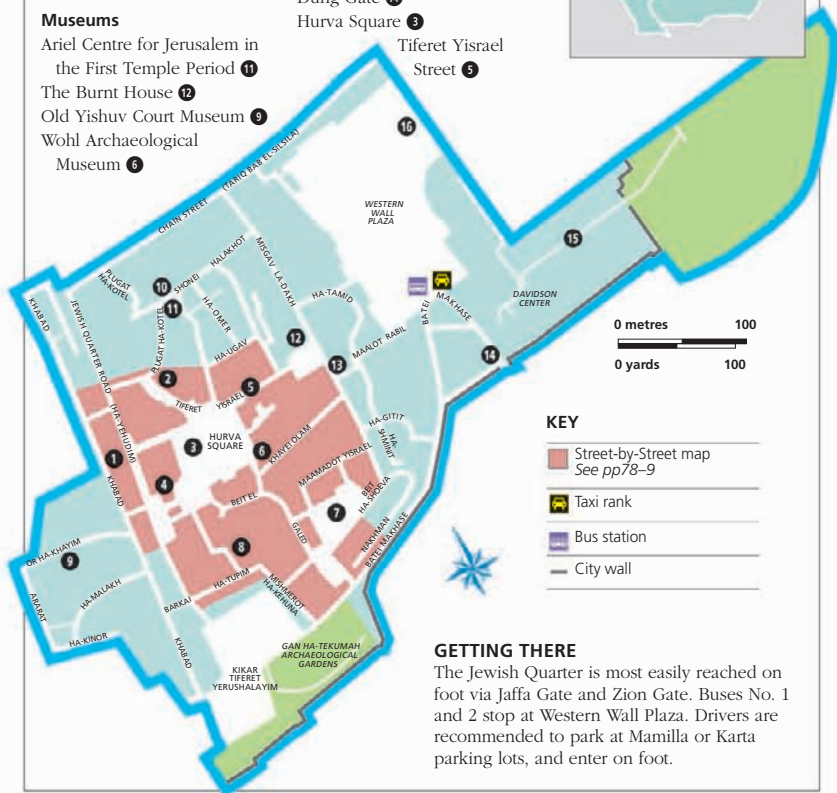 Museums
Ariel Centre for Jerusalem in
the First Temple Period 11
The Burnt House 12
Old Yishuv Court Museum 9
Wohl Archaeological
Museum 6
Hurva Square 3
Tiferet Yisrael
Street 5
16
CHAIN STREET
(TARIQ BAB EL-SILSILA)
WESTERN
WALL
PLAZA
15
DAVIDSON
CENTER
PLUGAT
HA-KOTEL
10
SHONEI
HALAKHOT
MISGAV LA-DAKH
11
HA-OMER
HA-TAMID
BATEI
MAKHASE
KHABAD
JEWISH QUARTER ROAD
(HA-YEHUDIM)
PLUGAT HA-KOTEL
HA-UGAV
12
MAALOT RABIL
13
14
2
5
TIFERET
YISRAEL
HURVA
SQUARE
3
6
KHAYEI OLAM
HA-GITIT
HA-
SHMINIT
1
4
KHABAD
MAAMADOT YISRAEL
BEIT EL
BEIT
HA-SHOEVA
7
GALED
NAKHMAN
BATEI MAKHASE
8
OR HA-KHAYIM
9
HA-MALAKH
ARARAT
HA-KINOR
BARKAI
HA-TUPIM
MISHMEROT
HA-KEHUNA
KHABAD
KIKAR
TIFERET
YERUSHALAYIM
GAN HA-TEKUMAH
ARCHAEOLOGICAL
GARDENS
0 metres 100
0 yards 100
KEY
Street-by-Street map
See pp78–9
Taxi rank
Bus station
City wall
GETTING THERE
The Jewish Quarter is most easily reached on
foot via Jaffa Gate and Zion Gate. Buses No. 1
and 2 stop at Western Wall Plaza. Drivers are
recommended to park at Mamilla or Karta
parking lots, and enter on foot.